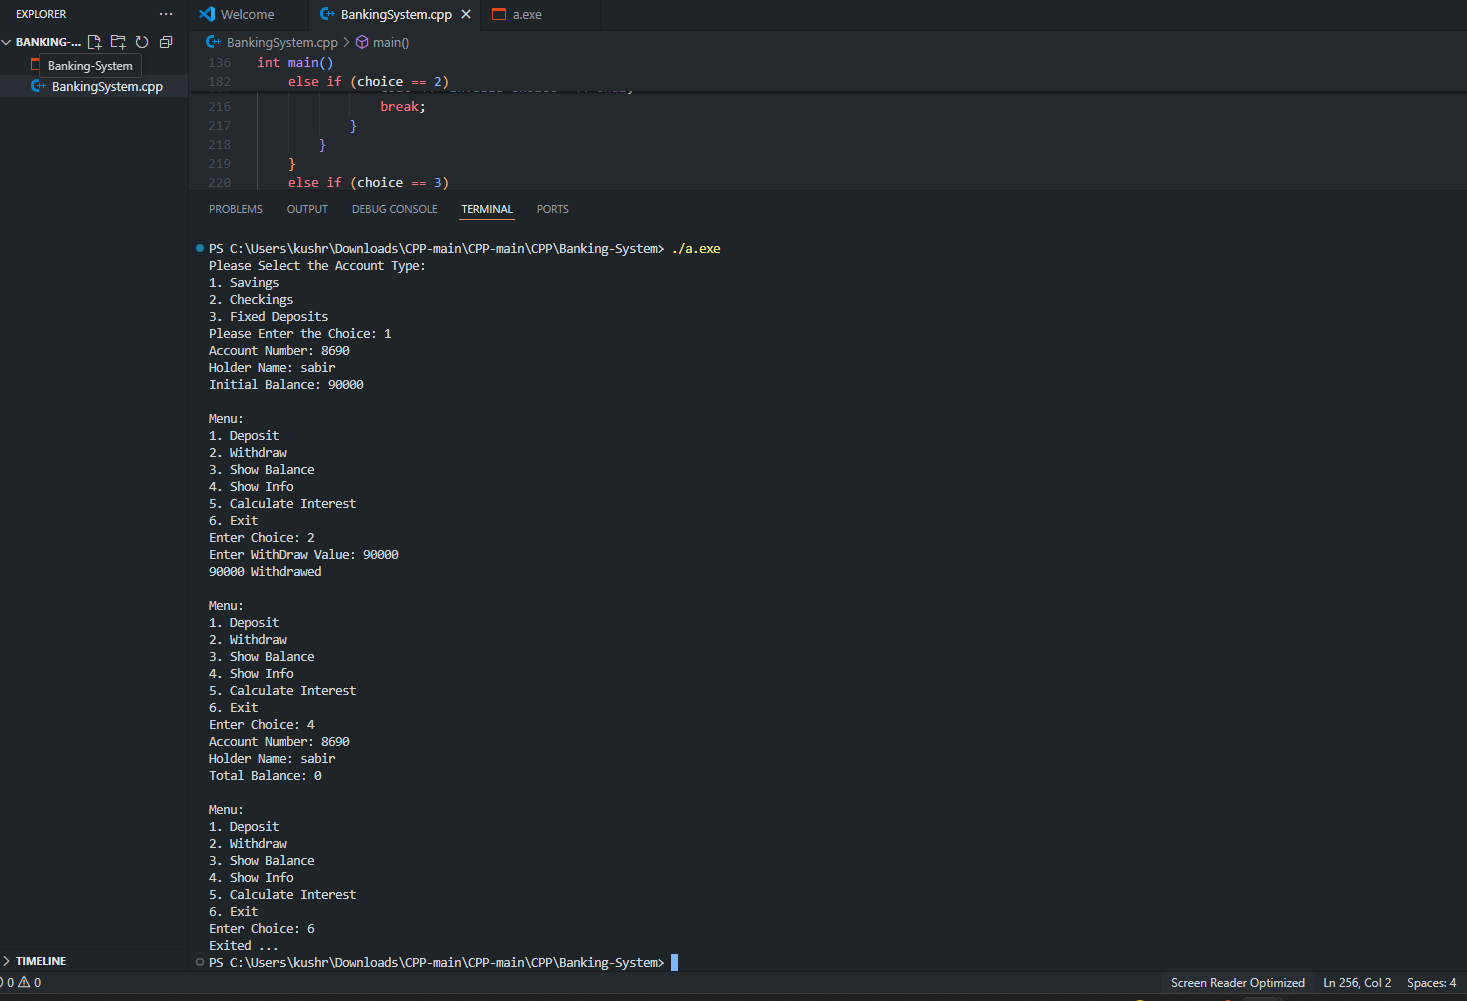 EXPLORER ...
Welcome
BankingSystem.cpp
a.exe
BANKING-...
BankingSystem.cpp > main()
Banking-System
BankingSystem.cpp
136 int main()
182 else if (choice == 2)
216 break;
217 }
218 }
219 }
220 else if (choice == 3)
PROBLEMS OUTPUT DEBUG CONSOLE TERMINAL PORTS
PS C:\Users\kushr\Downloads\CPP-main\CPP-main\CPP\Banking-System> ./a.exe
Please Select the Account Type:
1. Savings
2. Checkings
3. Fixed Deposits
Please Enter the Choice: 1
Account Number: 8690
Holder Name: sabir
Initial Balance: 90000
Menu:
1. Deposit
2. Withdraw
3. Show Balance
4. Show Info
5. Calculate Interest
6. Exit
Enter Choice: 2
Enter WithDraw Value: 90000
90000 Withdrawed
Menu:
1. Deposit
2. Withdraw
3. Show Balance
4. Show Info
5. Calculate Interest
6. Exit
Enter Choice: 4
Account Number: 8690
Holder Name: sabir
Total Balance: 0
Menu:
1. Deposit
2. Withdraw
3. Show Balance
4. Show Info
5. Calculate Interest
6. Exit
Enter Choice: 6
Exited ...
PS C:\Users\kushr\Downloads\CPP-main\CPP-main\CPP\Banking-System>
TIMELINE
0 0
Screen Reader Optimized Ln 256, Col 2 Spaces: 4